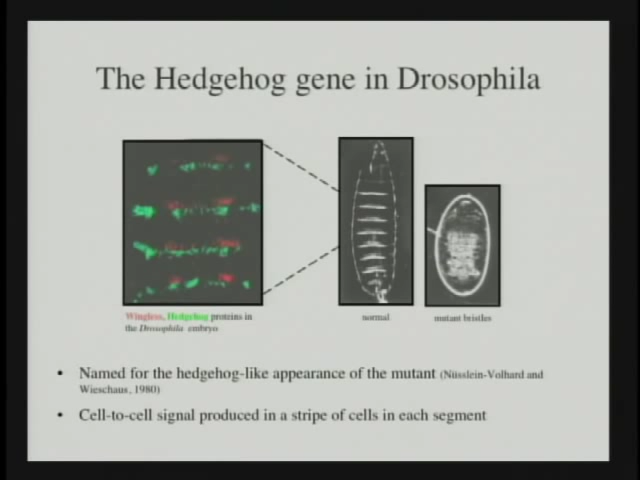 The Hedgehog gene in Drosophila
Wingless, Hedgehog proteins in
the Drosophila embryo
normal
mutant bristles
• Named for the hedgehog-like appearance of the mutant (Nüsslein-Volhard and
Wieschaus, 1980)
• Cell-to-cell signal produced in a stripe of cells in each segment